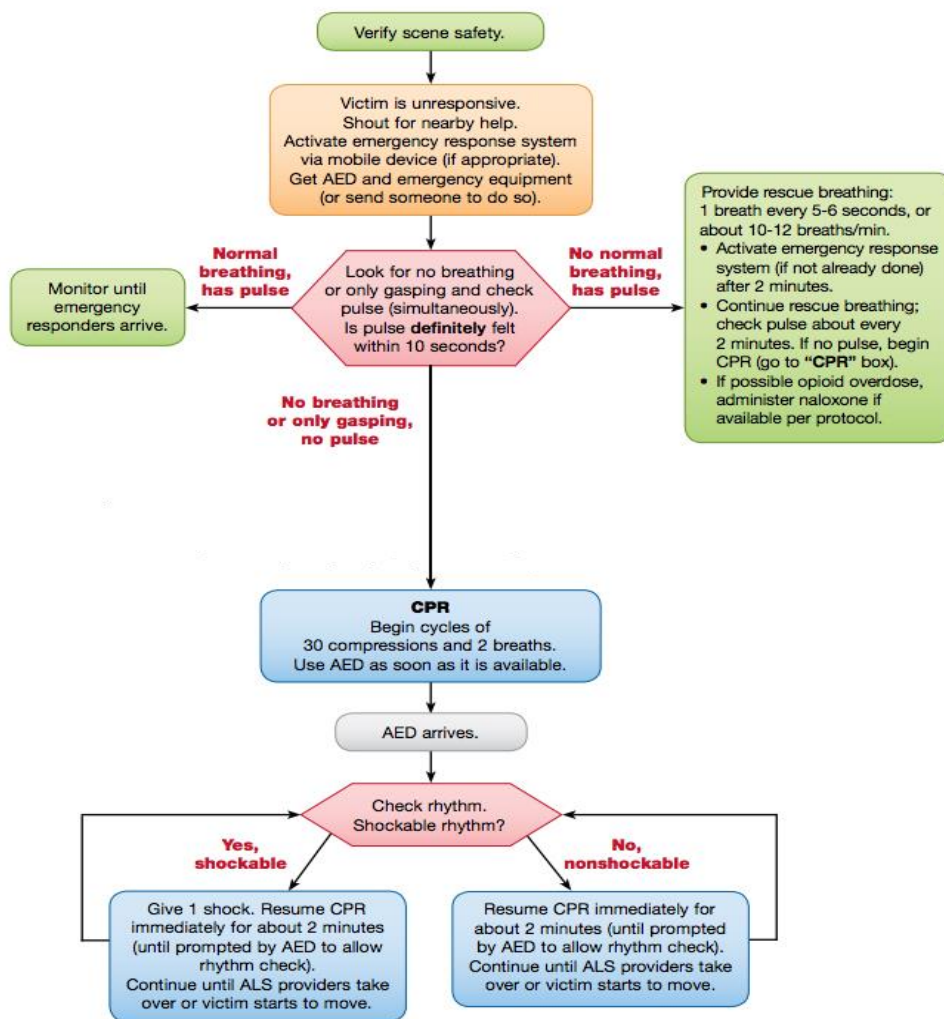 Verify scene safety.
Victim is unresponsive.
Shout for nearby help.
Activate emergency response system
via mobile device (if appropriate).
Get AED and emergency equipment
(or send someone to do so).
Normal
breathing,
has pulse
Look for no breathing
or only gasping and check
pulse (simultaneously).
Is pulse definitely felt
within 10 seconds?
No normal
breathing,
has pulse
Monitor until
emergency
responders arrive.
Provide rescue breathing:
1 breath every 5-6 seconds, or
about 10-12 breaths/min.
• Activate emergency response
system (if not already done)
after 2 minutes.
• Continue rescue breathing;
check pulse about every
2 minutes. If no pulse, begin
CPR (go to “CPR” box).
• If possible opioid overdose,
administer naloxone if
available per protocol.
No breathing
or only gasping,
no pulse
CPR
Begin cycles of
30 compressions and 2 breaths.
Use AED as soon as it is available.
AED arrives.
Check rhythm.
Shockable rhythm?
Yes,
shockable
No,
nonshockable
Give 1 shock. Resume CPR
immediately for about 2 minutes
(until prompted by AED to allow
rhythm check).
Continue until ALS providers take
over or victim starts to move.
Resume CPR immediately for
about 2 minutes (until prompted
by AED to allow rhythm check).
Continue until ALS providers take
over or victim starts to move.